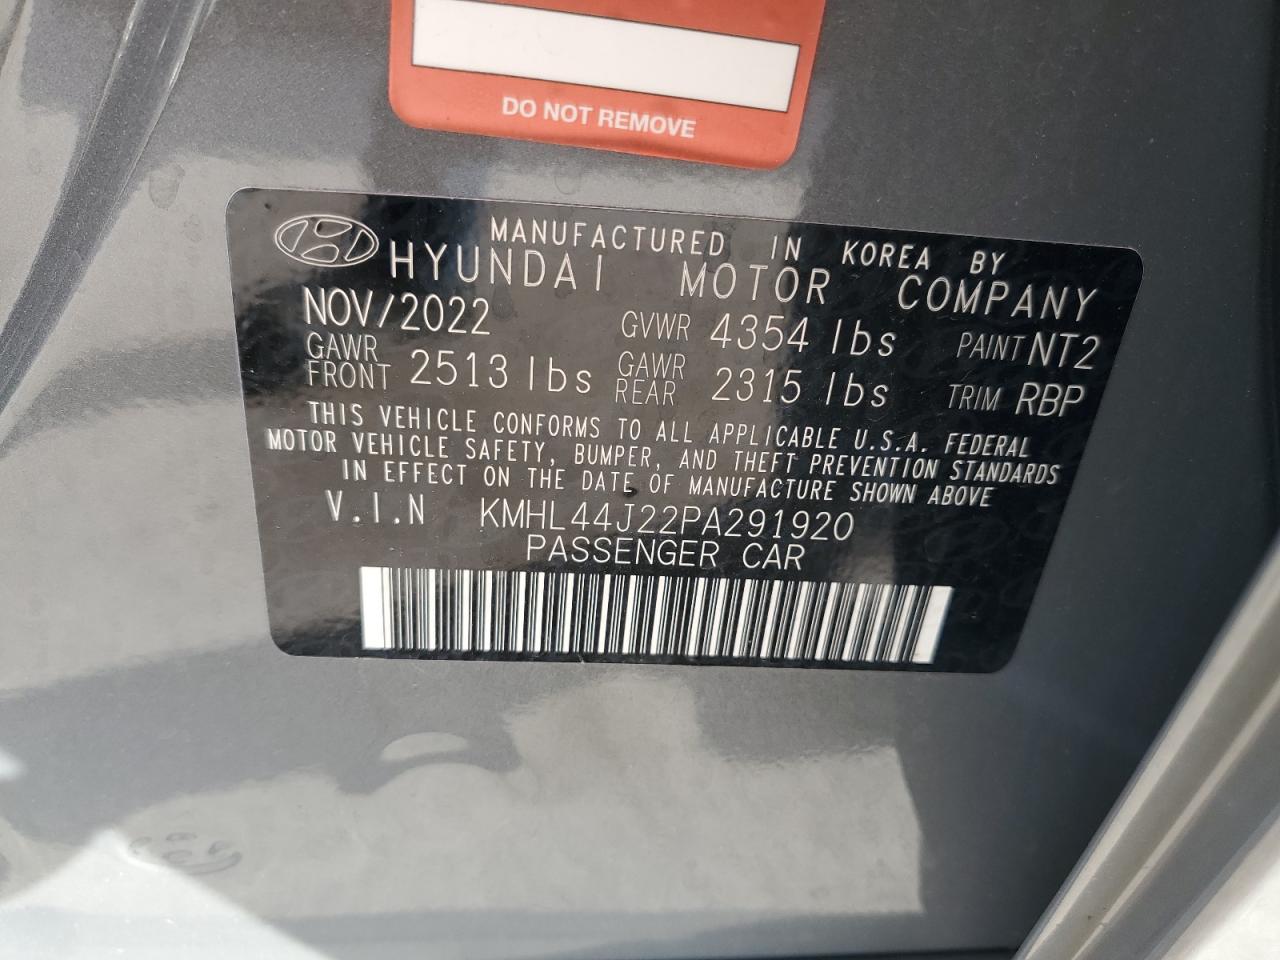 DO NOT REMOVE
MANUFACTURED IN KOREA BY
HYUNDAI MOTOR COMPANY
NOV/2022 GVWR 4354 lbs PAINT NT2
GAWR FRONT 2513 lbs GAWR REAR 2315 lbs TRIM RBP
THIS VEHICLE CONFORMS TO ALL APPLICABLE U.S.A. FEDERAL
MOTOR VEHICLE SAFETY, BUMPER, AND THEFT PREVENTION STANDARDS
IN EFFECT ON THE DATE OF MANUFACTURE SHOWN ABOVE
V.I.N KMHL44J22PA291920
PASSENGER CAR